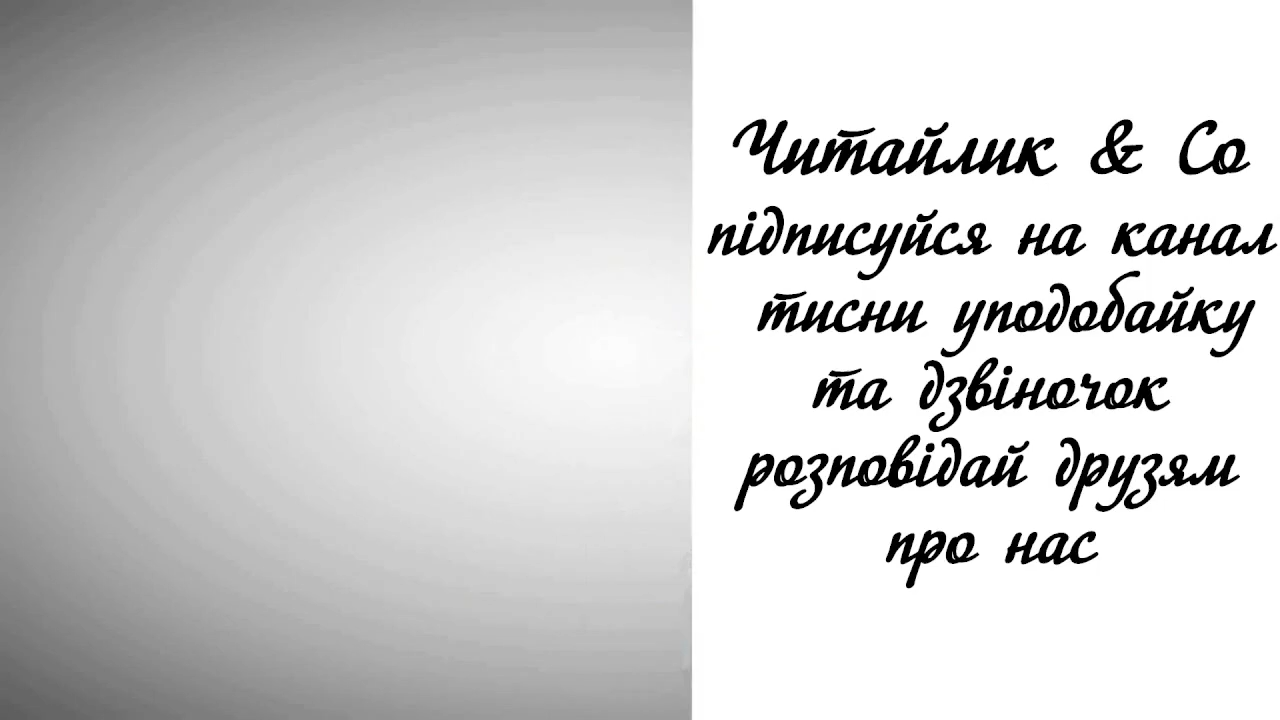 Читайлик & Co
підписуйся на канал
тисни уподобайку
та дзвіночок
розповідай друзям
про нас